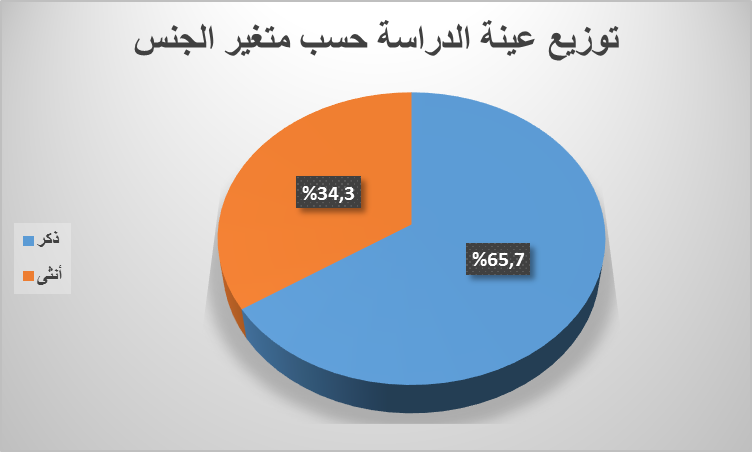 توزيع عينة الدراسة حسب متغير الجنس
%34,3
%65,7
ذكر
أنثى